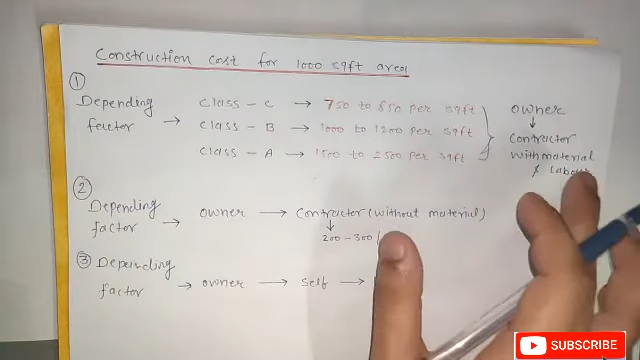 Construction cost for 1000 sqft area
①
Depending factor → class - C → 750 to 850 per sqft
class - B → 1000 to 1200 per sqft
class - A → 1500 to 2500 per sqft
owner
↓
contractor
with material
& labour
②
Depending factor → owner → contractor (without material)
↓
200 - 300 /
③ Depending factor → owner → self →
SUBSCRIBE